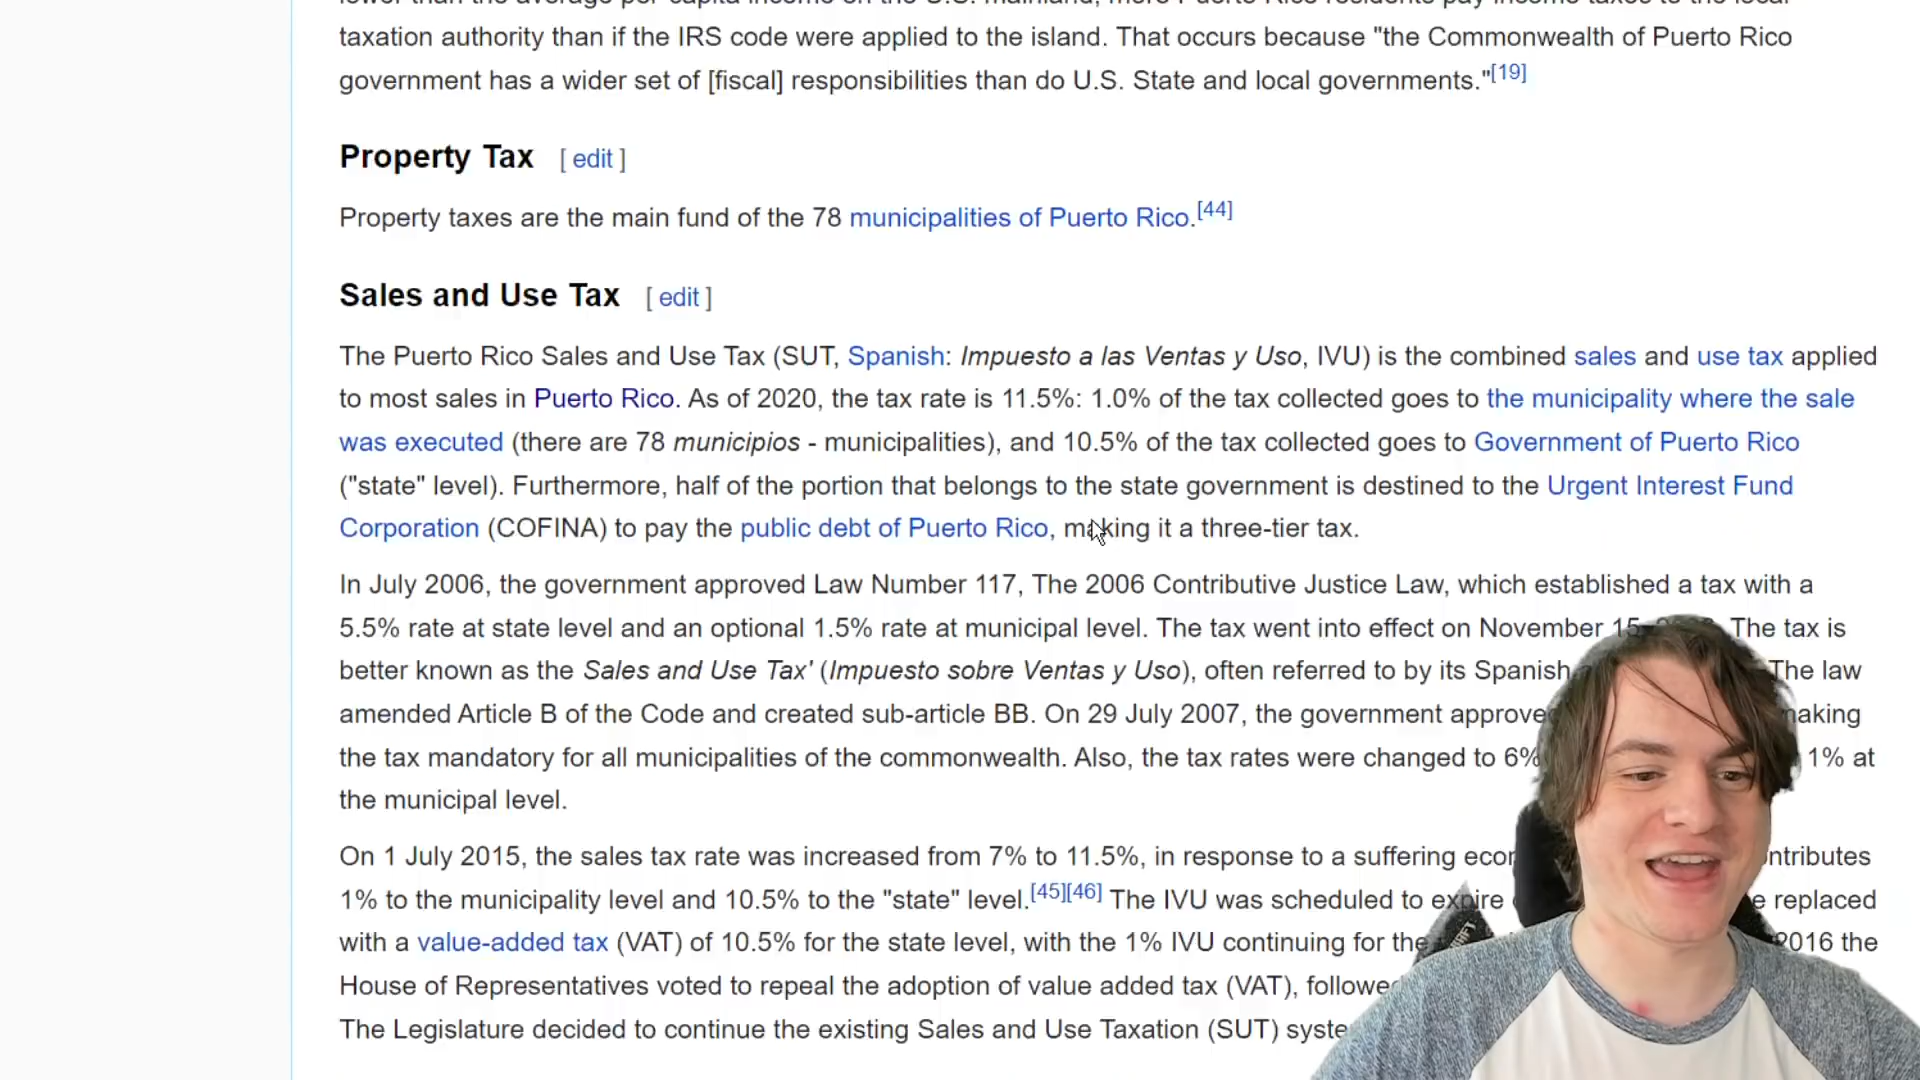 taxation authority than if the IRS code were applied to the island. That occurs because "the Commonwealth of Puerto Rico
government has a wider set of [fiscal] responsibilities than do U.S. State and local governments."[19]
Property Tax [ edit ]
Property taxes are the main fund of the 78 municipalities of Puerto Rico.[44]
Sales and Use Tax [ edit ]
The Puerto Rico Sales and Use Tax (SUT, Spanish: Impuesto a las Ventas y Uso, IVU) is the combined sales and use tax applied
to most sales in Puerto Rico. As of 2020, the tax rate is 11.5%: 1.0% of the tax collected goes to the municipality where the sale
was executed (there are 78 municipios - municipalities), and 10.5% of the tax collected goes to Government of Puerto Rico
("state" level). Furthermore, half of the portion that belongs to the state government is destined to the Urgent Interest Fund
Corporation (COFINA) to pay the public debt of Puerto Rico, making it a three-tier tax.
In July 2006, the government approved Law Number 117, The 2006 Contributive Justice Law, which established a tax with a
5.5% rate at state level and an optional 1.5% rate at municipal level. The tax went into effect on November The tax is
better known as the Sales and Use Tax' (Impuesto sobre Ventas y Uso), often referred to by its Spanish The law
amended Article B of the Code and created sub-article BB. On 29 July 2007, the government
the tax mandatory for all municipalities of the commonwealth. Also, the tax rates were changed to 6% 1% at
the municipal level.
On 1 July 2015, the sales tax rate was increased from 7% to 11.5%, in response to a suffering
1% to the municipality level and 10.5% to the "state" level.[45][46] The IVU was scheduled to expire replaced
with a value-added tax (VAT) of 10.5% for the state level, with the 1% IVU continuing for the 2016 the
House of Representatives voted to repeal the adoption of value added tax (VAT),
The Legislature decided to continue the existing Sales and Use Taxation (SUT)